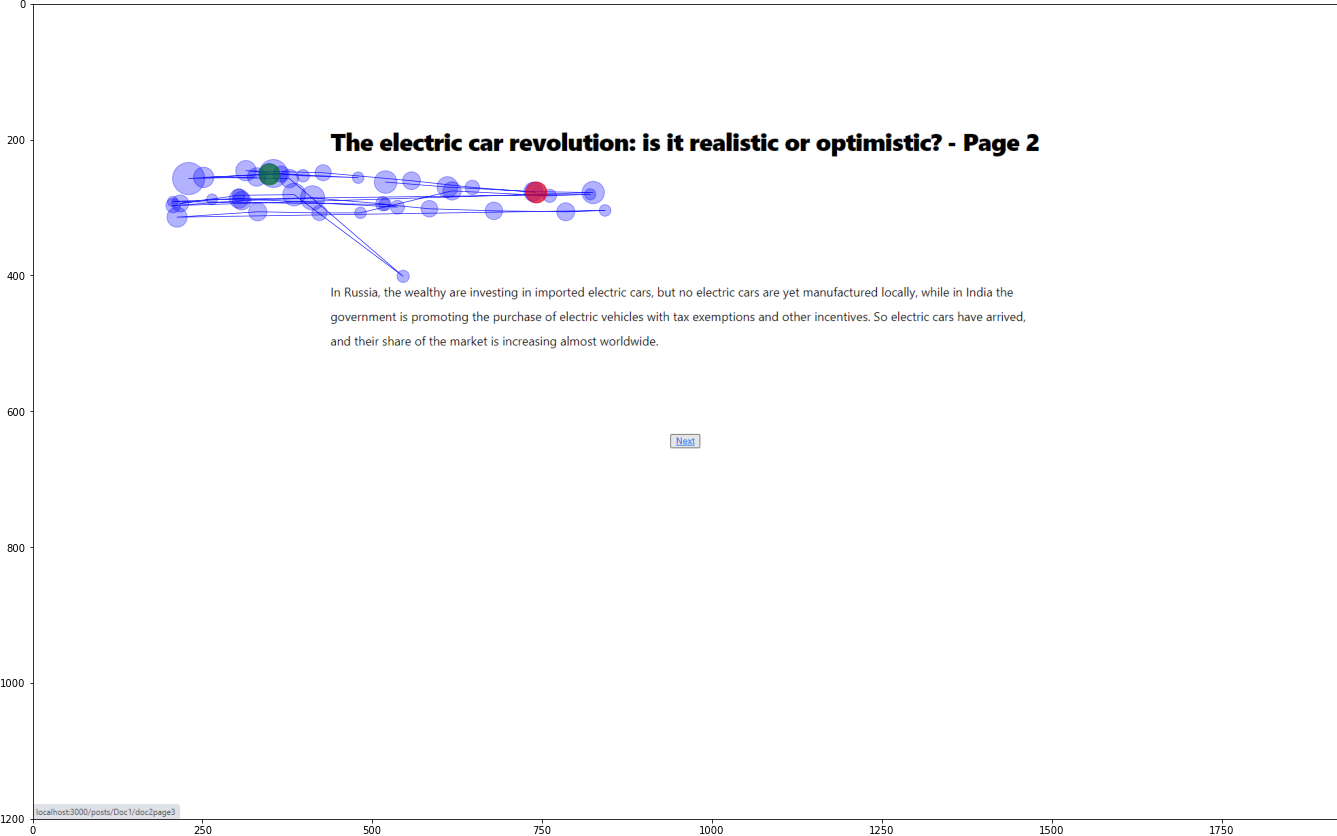 0
200
The electric car revolution: is it realistic or optimistic? - Page 2
400
In Russia, the wealthy are investing in imported electric cars, but no electric cars are yet manufactured locally, while in India the
government is promoting the purchase of electric vehicles with tax exemptions and other incentives. So electric cars have arrived,
and their share of the market is increasing almost worldwide.
600
Next
800
1000
localhost:3000/posts/Doc1/doc2page3
1200
0 250 500 750 1000 1250 1500 1750